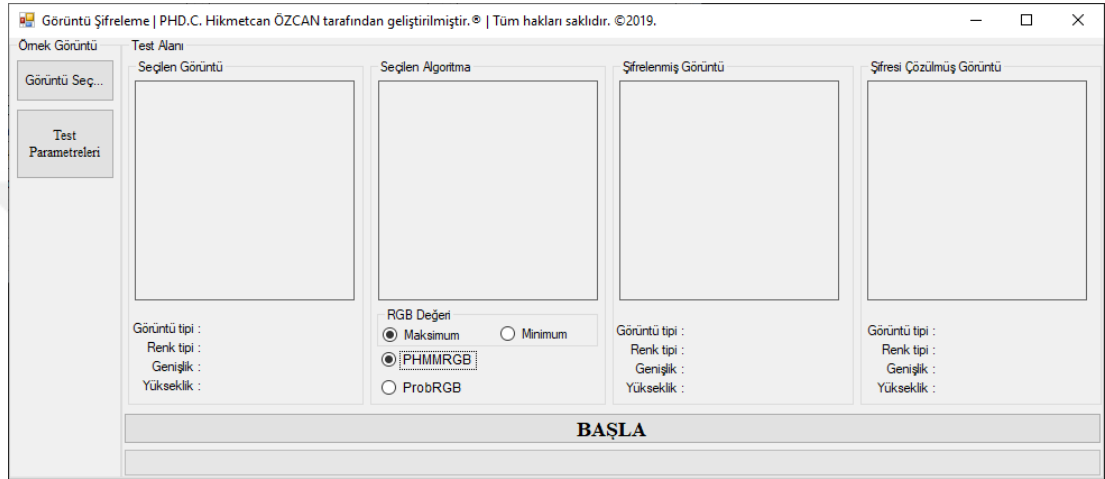 Görüntü Şifreleme | PHD.C. Hikmetcan ÖZCAN tarafından geliştirilmiştir.® | Tüm hakları saklıdır. ©2019.
Örnek Görüntü
Görüntü Seç...
Test
Parametreleri
Test Alanı
Seçilen Görüntü
Görüntü tipi :
Renk tipi :
Genişlik :
Yükseklik :
Seçilen Algoritma
RGB Değeri
Maksimum
Minimum
PHMMRGB
ProbRGB
Şifrelenmiş Görüntü
Görüntü tipi :
Renk tipi :
Genişlik :
Yükseklik :
Şifresi Çözülmüş Görüntü
Görüntü tipi :
Renk tipi :
Genişlik :
Yükseklik :
BAŞLA